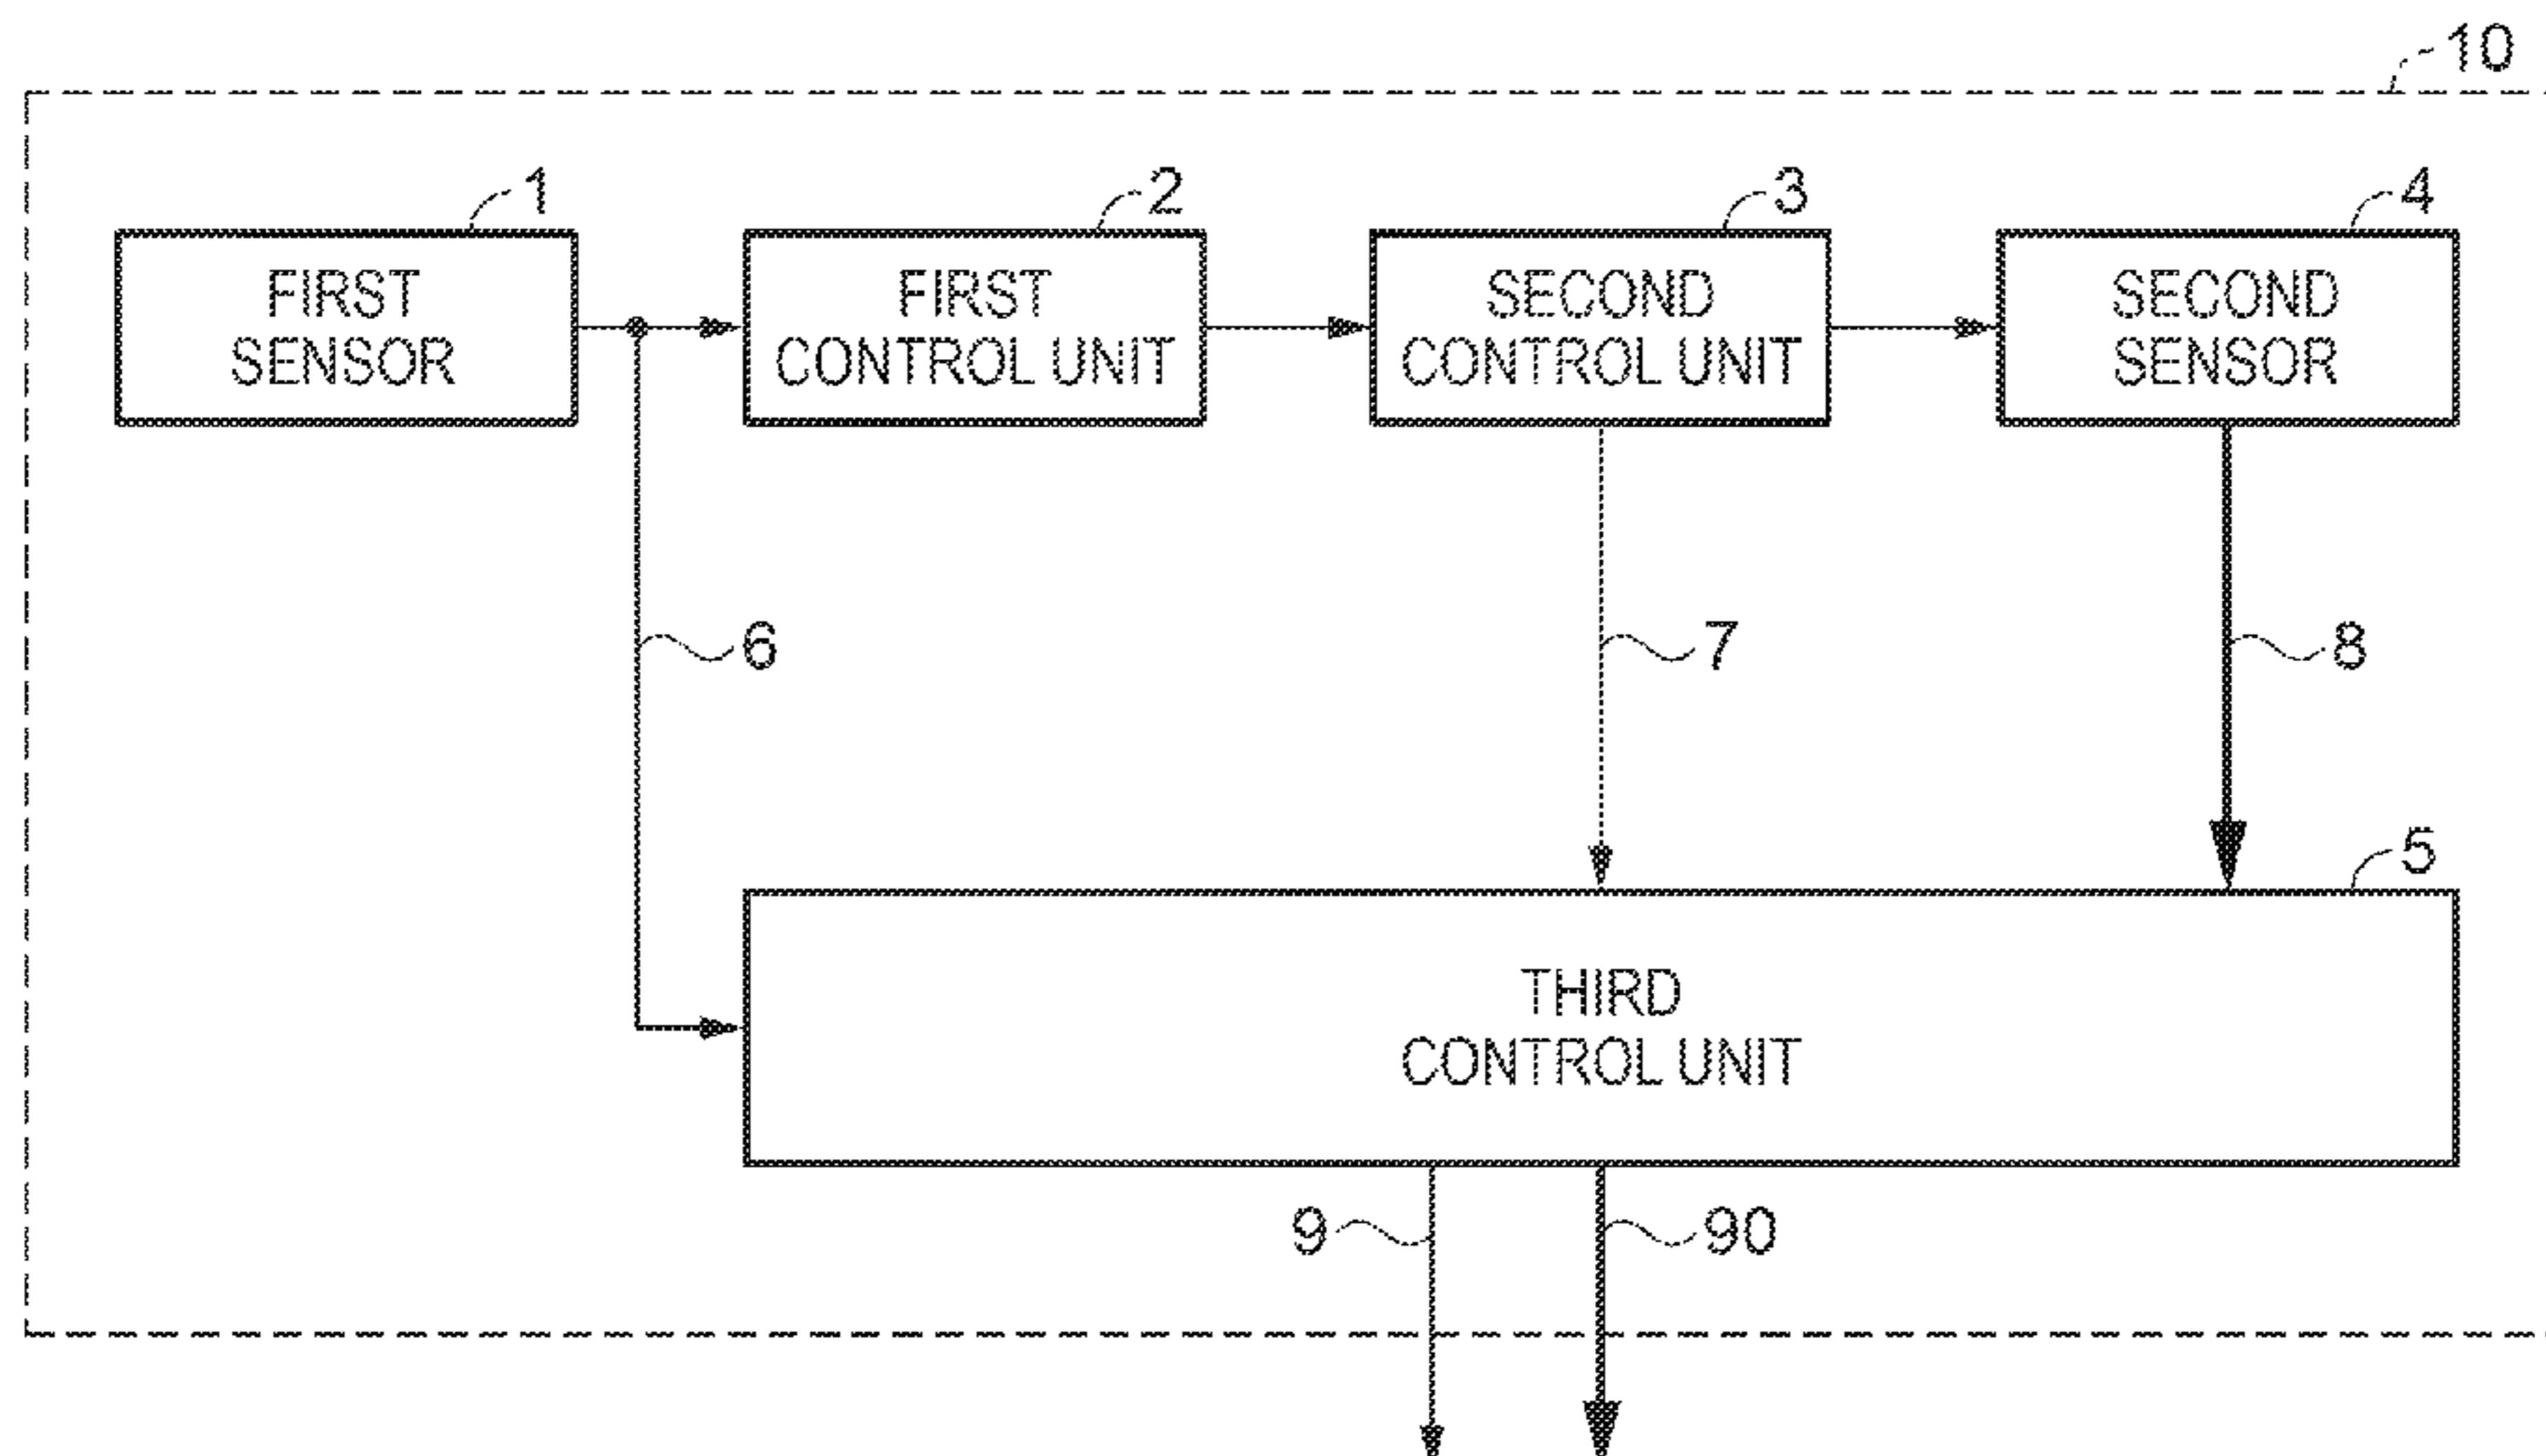 10
1
2
3
4
FIRST
SENSOR
FIRST
CONTROL UNIT
SECOND
CONTROL UNIT
SECOND
SENSOR
6
7
8
5
THIRD
CONTROL UNIT
9
90